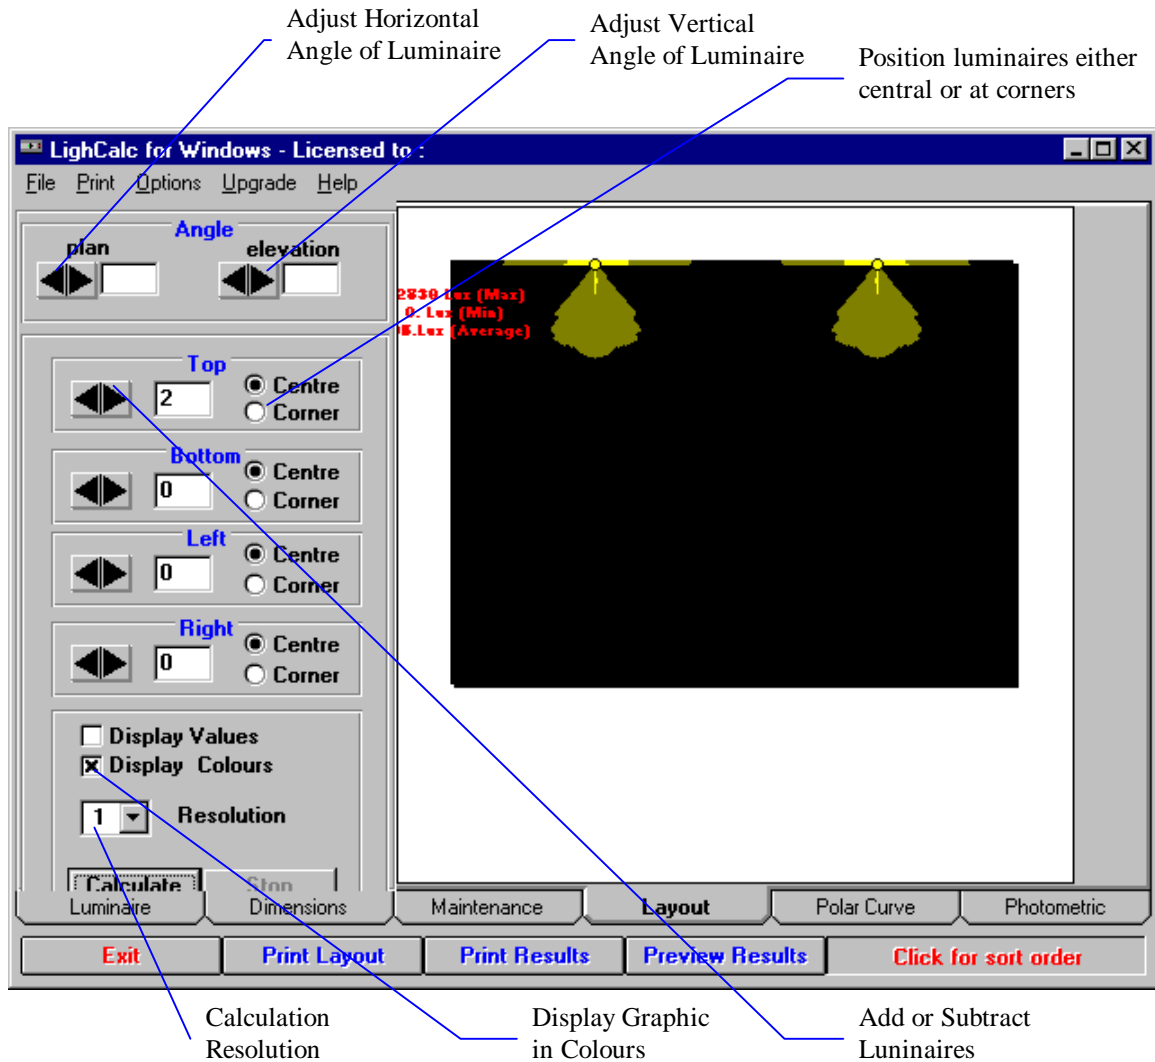 Adjust Horizontal
Angle of Luminaire
Adjust Vertical
Angle of Luminaire
Position luminaires either
central or at corners
LighCalc for Windows - Licensed to :
File Print Options Upgrade Help
Angle
plan
elevation
2830.Lux (Max)
0. Lux (Min)
.Lux (Average)
Top
2
Centre
Corner
Bottom
0
Centre
Corner
Left
0
Centre
Corner
Right
0
Centre
Corner
Display Values
Display Colours
1 Resolution
Calculate Stop
Luminaire Dimensions Maintenance Layout Polar Curve Photometric
Exit Print Layout Print Results Preview Results Click for sort order
Calculation
Resolution
Display Graphic
in Colours
Add or Subtract
Luninaires